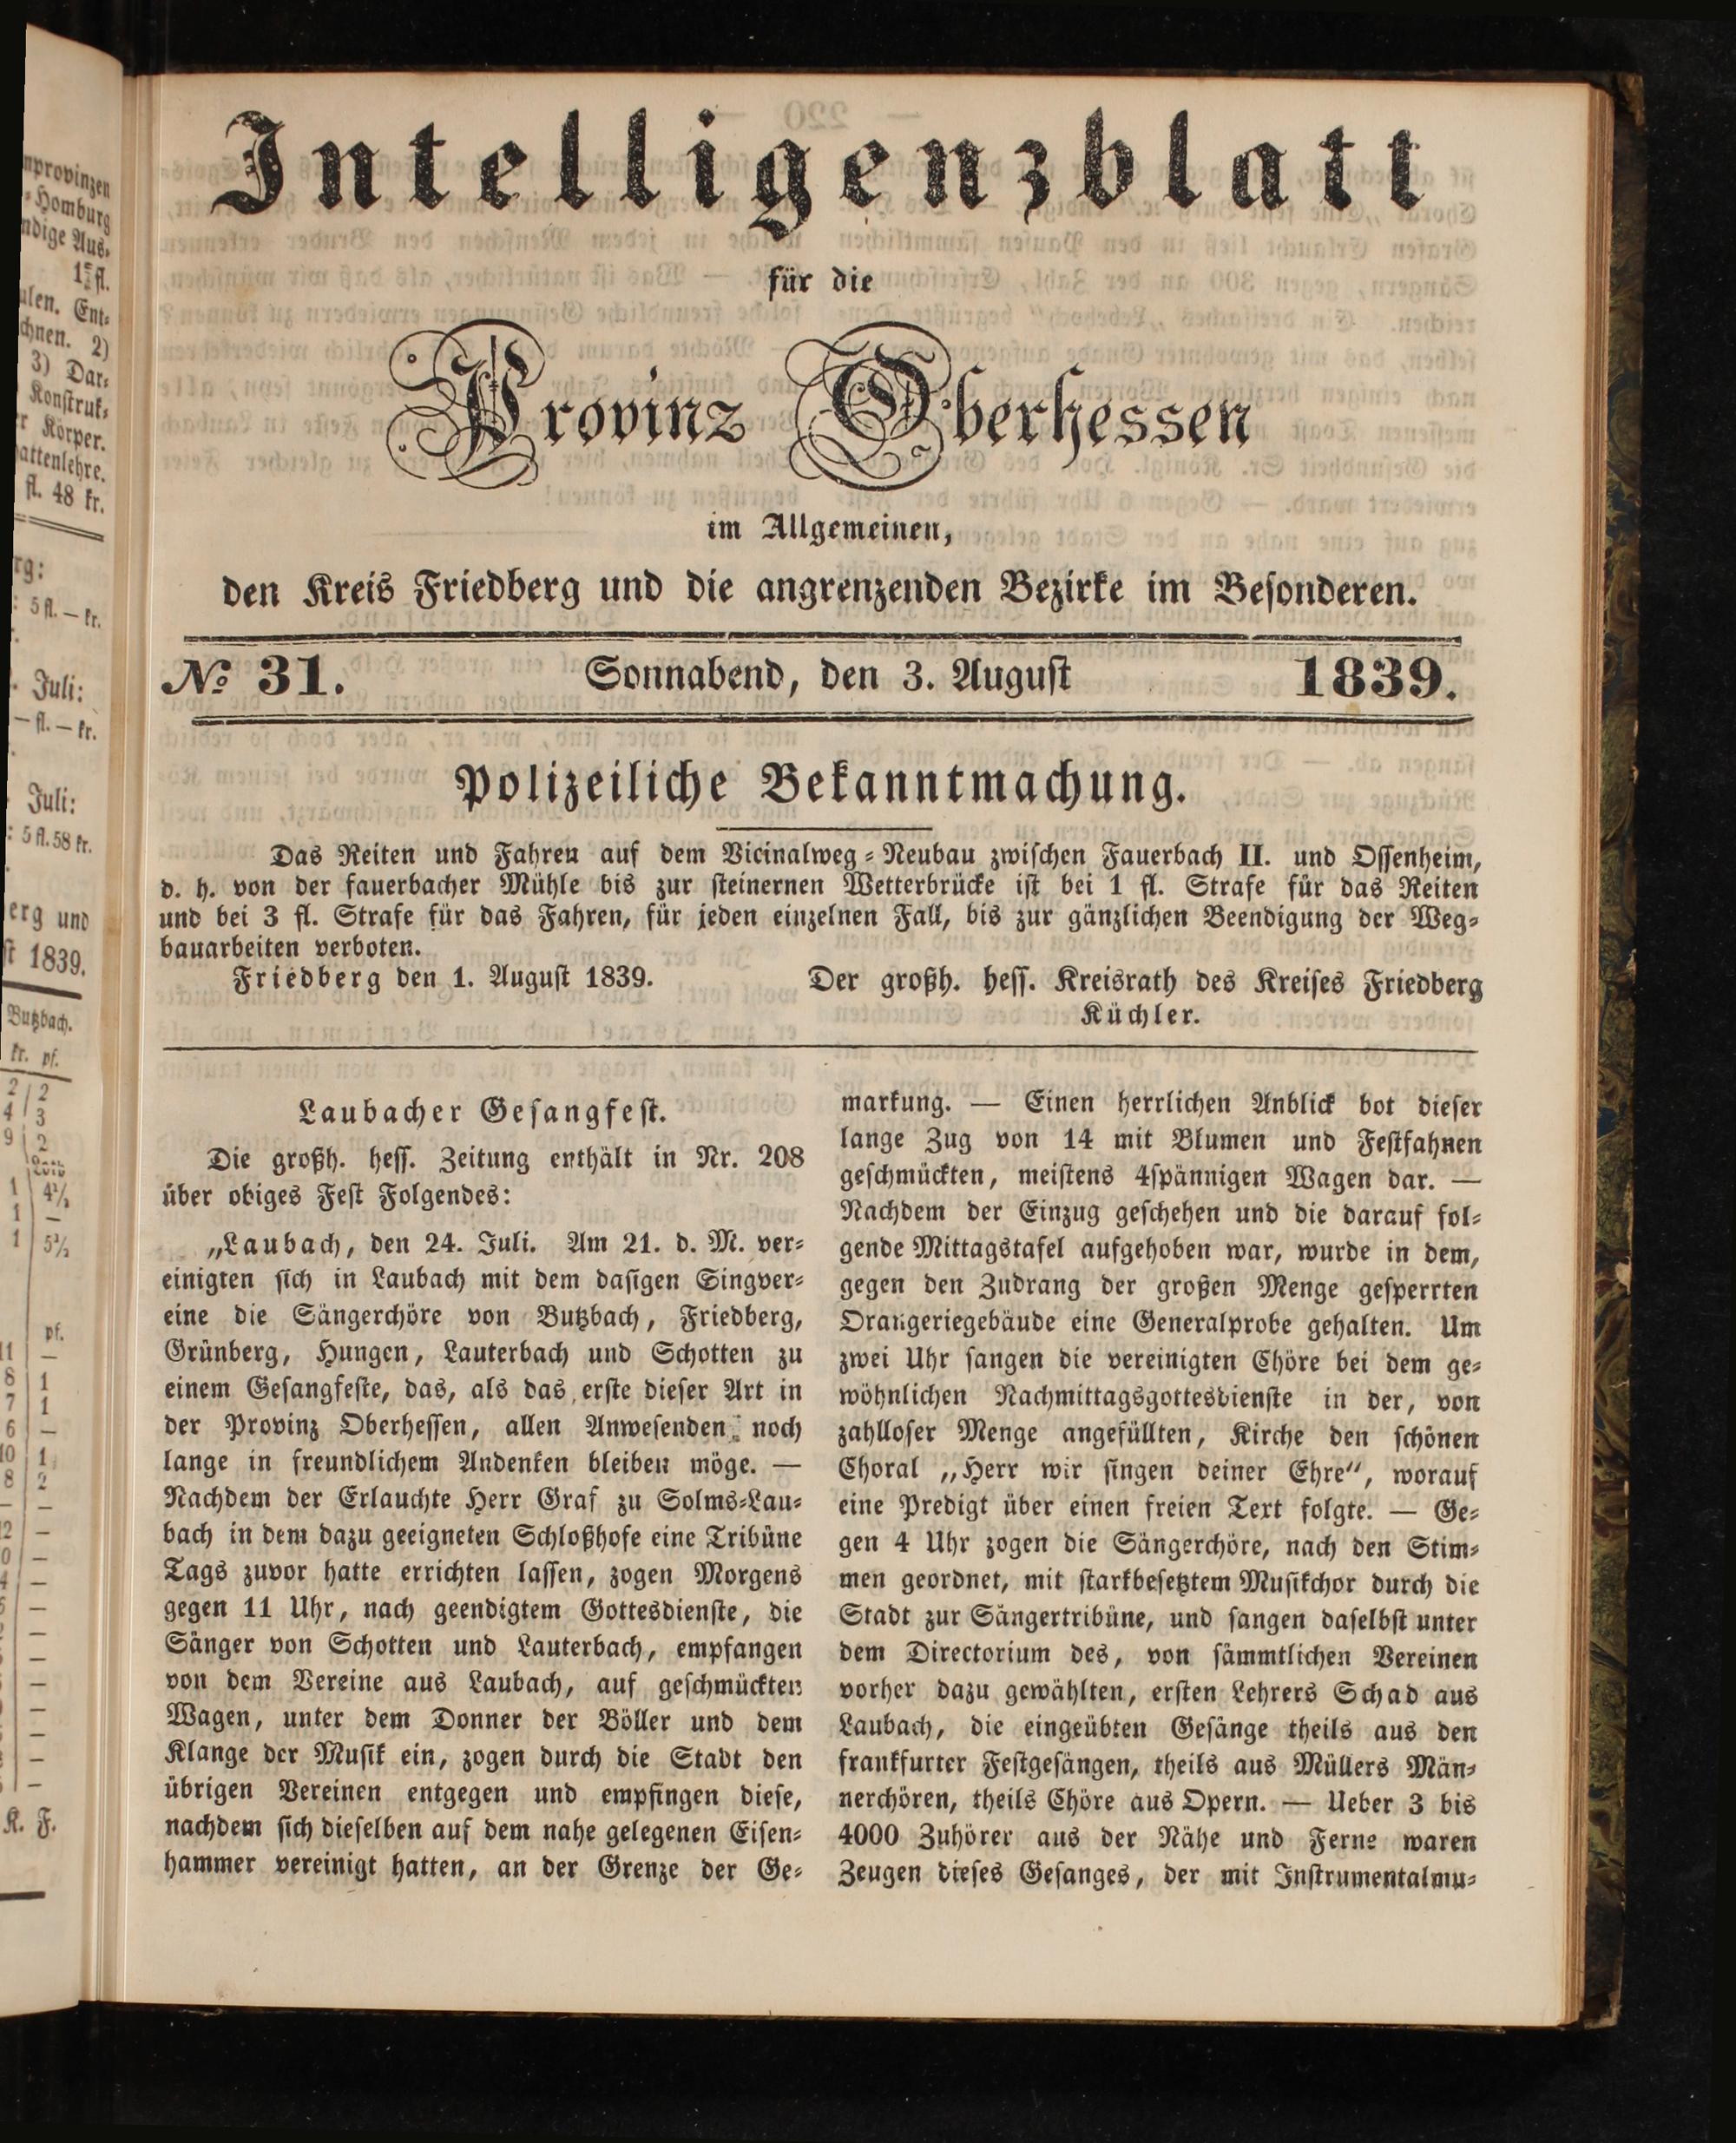 Intelligenzblatt
für die
Provinz Oberhessen
im Allgemeinen,
den Kreis Friedberg und die angrenzenden Bezirke im Besonderen.
№ 31. Sonnabend, den 3. August 1839.
Polizeiliche Bekanntmachung.
Das Reiten und Fahren auf dem Vicinalweg-Neubau zwischen Fauerbach II. und Ossenheim,
d. h. von der fauerbacher Mühle bis zur steinernen Wetterbrücke ist bei 1 fl. Strafe für das Reiten
und bei 3 fl. Strafe für das Fahren, für jeden einzelnen Fall, bis zur gänzlichen Beendigung der Weg-
bauarbeiten verboten.
Friedberg den 1. August 1839. Der großh. hess. Kreisrath des Kreises Friedberg
Küchler.
Laubacher Gesangfest.
Die großh. hess. Zeitung enthält in Nr. 208
über obiges Fest Folgendes:
„Laubach, den 24. Juli. Am 21. d. M. ver-
einigten sich in Laubach mit dem dasigen Singver-
eine die Sängerchöre von Butzbach, Friedberg,
Grünberg, Hungen, Lauterbach und Schotten zu
einem Gesangfeste, das, als das erste dieser Art in
der Provinz Oberhessen, allen Anwesenden noch
lange in freundlichem Andenken bleiben möge. —
Nachdem der Erlauchte Herr Graf zu Solms-Lau-
bach in dem dazu geeigneten Schloßhofe eine Tribüne
Tags zuvor hatte errichten lassen, zogen Morgens
gegen 11 Uhr, nach geendigtem Gottesdienste, die
Sänger von Schotten und Lauterbach, empfangen
von dem Vereine aus Laubach, auf geschmückten
Wagen, unter dem Donner der Böller und dem
Klange der Musik ein, zogen durch die Stadt den
übrigen Vereinen entgegen und empfingen diese,
nachdem sich dieselben auf dem nahe gelegenen Eisen-
hammer vereinigt hatten, an der Grenze der Ge-
markung. — Einen herrlichen Anblick bot dieser
lange Zug von 14 mit Blumen und Festfahnen
geschmückten, meistens 4spännigen Wagen dar. —
Nachdem der Einzug geschehen und die darauf fol-
gende Mittagstafel aufgehoben war, wurde in dem,
gegen den Zudrang der großen Menge gesperrten
Orangeriegebäude eine Generalprobe gehalten. Um
zwei Uhr sangen die vereinigten Chöre bei dem ge-
wöhnlichen Nachmittagsgottesdienste in der, von
zahlloser Menge angefüllten, Kirche den schönen
Choral „Herr wir singen deiner Ehre“, worauf
eine Predigt über einen freien Text folgte. — Ge-
gen 4 Uhr zogen die Sängerchöre, nach den Stim-
men geordnet, mit starkbesetztem Musikchor durch die
Stadt zur Sängertribüne, und sangen daselbst unter
dem Directorium des, von sämmtlichen Vereinen
vorher dazu gewählten, ersten Lehrers Schad aus
Laubach, die eingeübten Gesänge theils aus den
frankfurter Festgesängen, theils aus Müllers Män-
nerchören, theils Chöre aus Opern. — Ueber 3 bis
4000 Zuhörer aus der Nähe und Ferne waren
Zeugen dieses Gesanges, der mit Instrumentalmu-